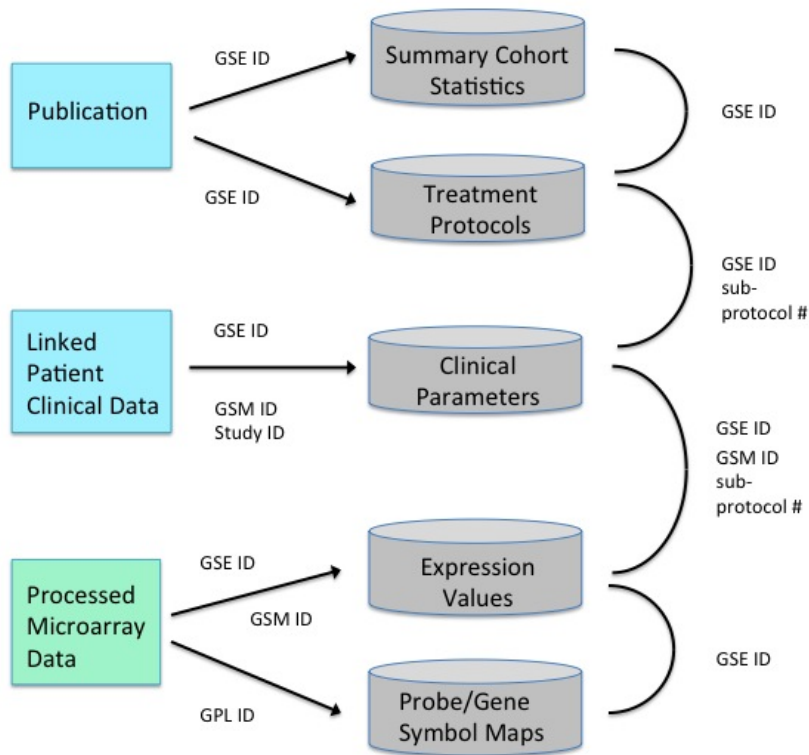 GSE ID
Summary Cohort
Statistics
Publication
GSE ID
GSE ID
Treatment
Protocols
GSE ID
sub-
protocol #
Linked
Patient
Clinical Data
GSE ID
GSM ID
Study ID
Clinical
Parameters
GSE ID
GSM ID
sub-
protocol #
Processed
Microarray
Data
GSE ID
GSM ID
GPL ID
Expression
Values
GSE ID
Probe/Gene
Symbol Maps